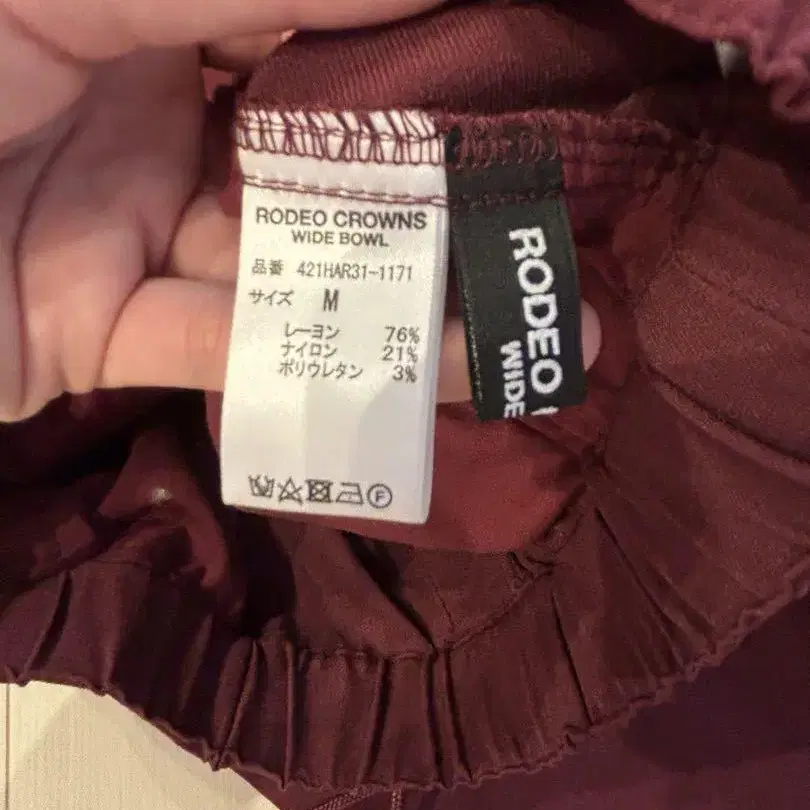 RODEO CROWNS
WIDE BOWL
品番 421HAR31-1171
サイズ M
レーヨン 76%
ナイロン 21%
ポリウレタン 3%
F
RODEO
WIDE